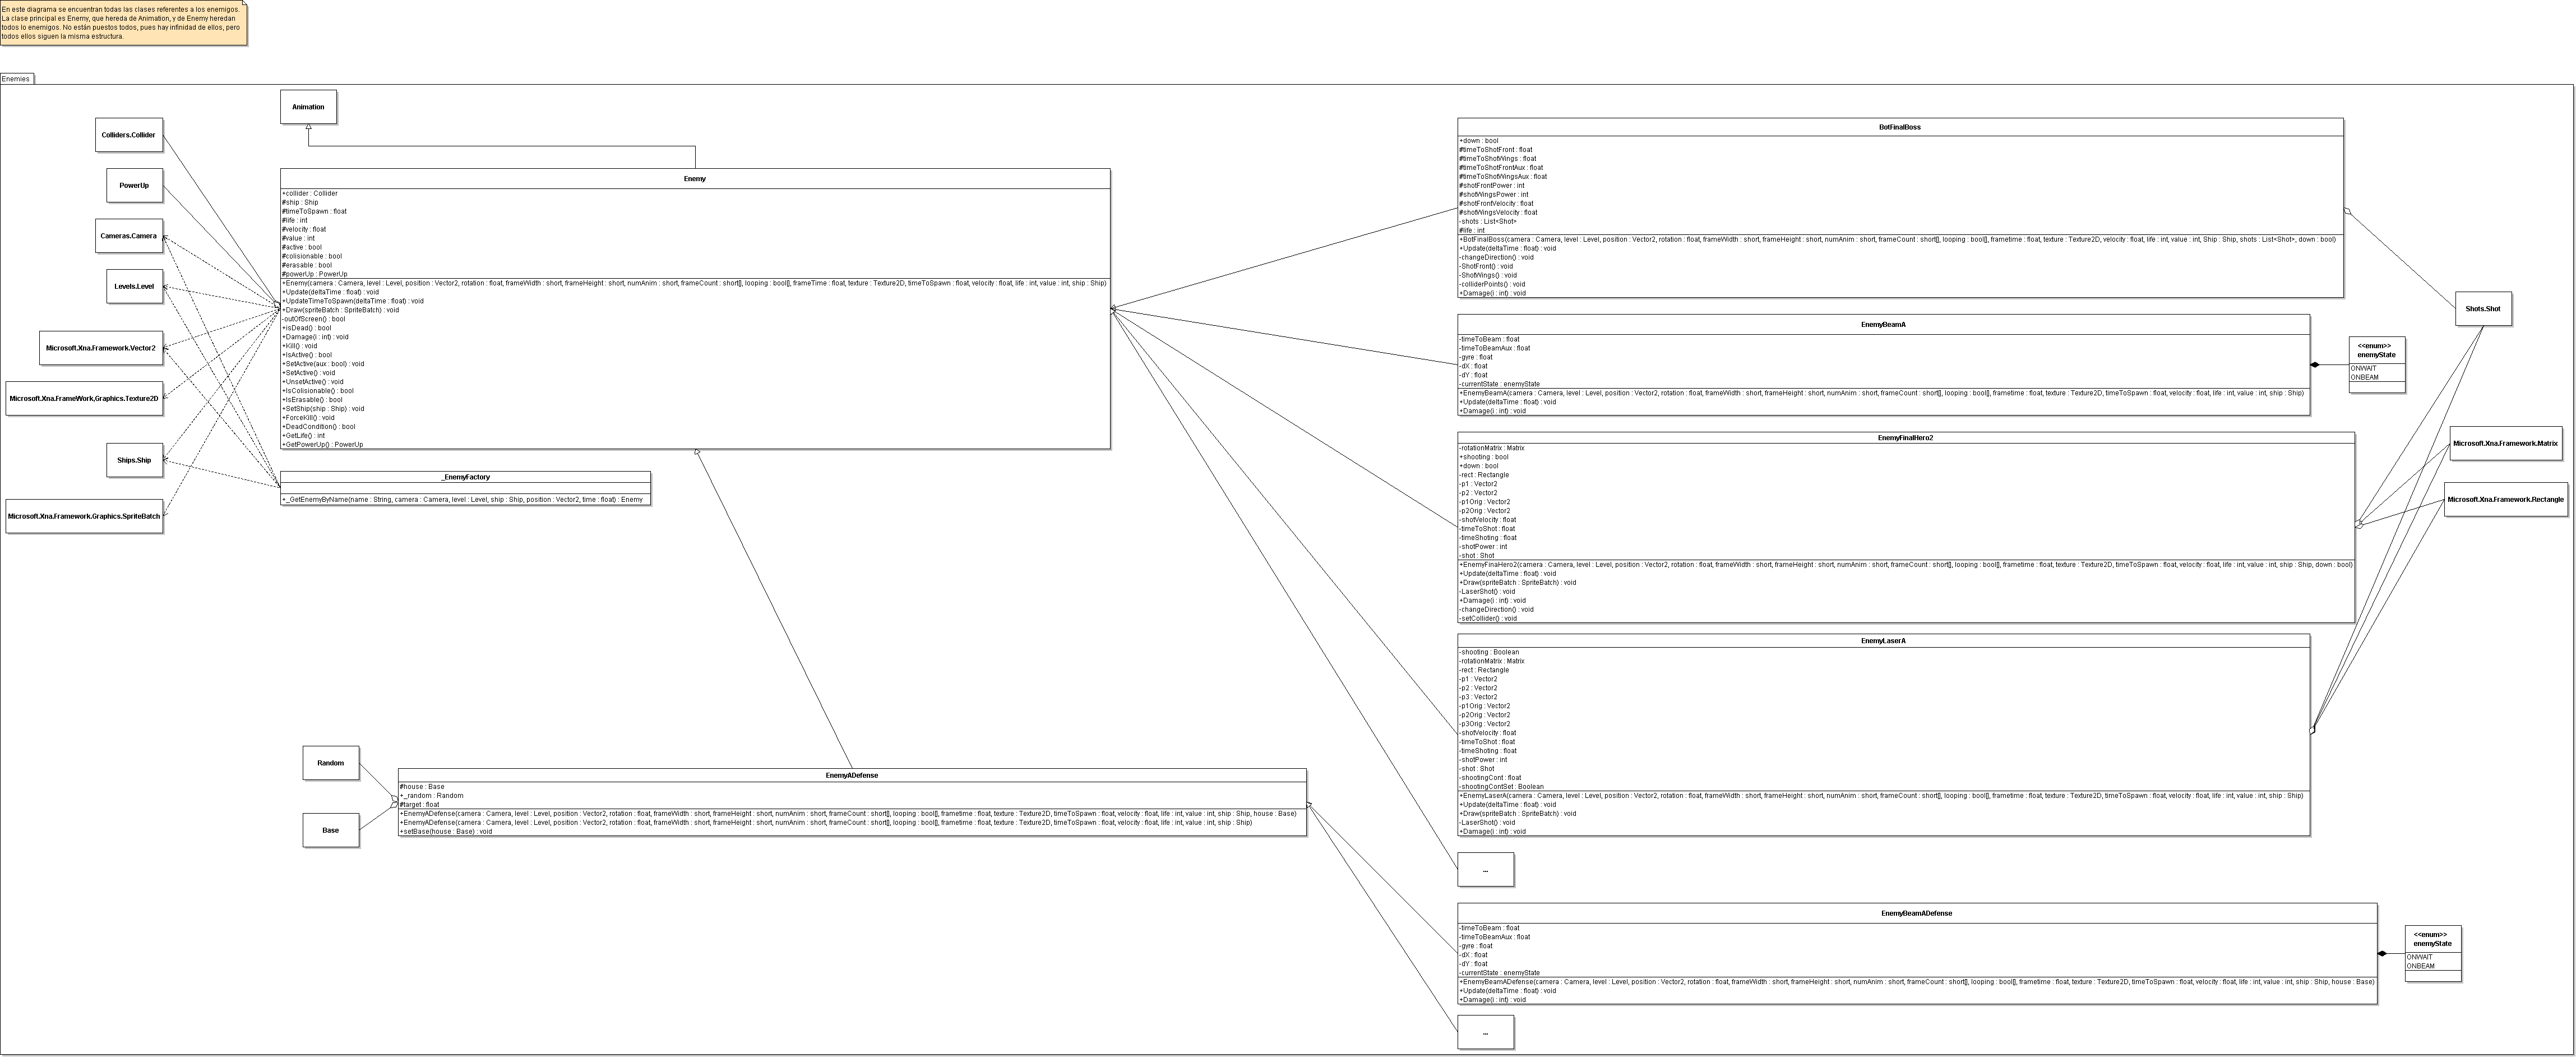 En este diagrama se encuentran todas las clases referentes a los enemigos.
La clase principal es Enemy, que hereda de Animation, y de Enemy heredan
todos lo enemigos. No están puestos todos, pues hay infinidad de ellos, pero
todos ellos siguen la misma estructura.
Enemies
Animation
Colliders.Collider
PowerUp
Cameras.Camera
Levels.Level
Microsoft.Xna.Framework.Vector2
Microsoft.Xna.FrameWork,Graphics.Texture2D
Ships.Ship
Microsoft.Xna.Framework.Graphics.SpriteBatch
Enemy
+collider : Collider
#ship : Ship
#timeToSpawn : float
#life : int
#velocity : float
#value : int
#active : bool
#colisionable : bool
#erasable : bool
#powerUp : PowerUp
+Enemy(camera : Camera, level : Level, position : Vector2, rotation : float, frameWidth : short, frameHeight : short, numAnim : short, frameCount : short[], looping : bool[], frameTime : float, texture : Texture2D, timeToSpawn : float, velocity : float, life : int, value : int, ship : Ship)
+Update(deltaTime : float) : void
+UpdateTimeToSpawn(deltaTime : float) : void
+Draw(spriteBatch : SpriteBatch) : void
-outOfScreen() : bool
+isDead() : bool
+Damage(i : int) : void
+Kill() : void
+IsActive() : bool
+SetActive(aux : bool) : void
+SetActive() : void
+UnsetActive() : void
+IsColisionable() : bool
+IsErasable() : bool
+SetShip(ship : Ship) : void
+ForceKill() : void
+DeadCondition() : bool
+GetLife() : int
+GetPowerUp() : PowerUp
_EnemyFactory
+_GetEnemyByName(name : String, camera : Camera, level : Level, ship : Ship, position : Vector2, time : float) : Enemy
Random
Base
EnemyADefense
#house : Base
+_random : Random
#target : float
+EnemyADefense(camera : Camera, level : Level, position : Vector2, rotation : float, frameWidth : short, frameHeight : short, numAnim : short, frameCount : short[], looping : bool[], frametime : float, texture : Texture2D, timeToSpawn : float, velocity : float, life : int, value : int, ship : Ship, house : Base)
+EnemyADefense(camera : Camera, level : Level, position : Vector2, rotation : float, frameWidth : short, frameHeight : short, numAnim : short, frameCount : short[], looping : bool[], frametime : float, texture : Texture2D, timeToSpawn : float, velocity : float, life : int, value : int, ship : Ship)
+setBase(house : Base) : void
BotFinalBoss
+down : bool
#timeToShotFront : float
#timeToShotWings : float
#timeToShotFrontAux : float
#timeToShotWingsAux : float
#shotFrontPower : int
#shotWingsPower : int
#shotFrontVelocity : float
#shotWingsVelocity : float
-shots : List<Shot>
#life : int
+BotFinalBoss(camera : Camera, level : Level, position : Vector2, rotation : float, frameWidth : short, frameHeight : short, numAnim : short, frameCount : short[], looping : bool[], frametime : float, texture : Texture2D, velocity : float, life : int, value : int, Ship : Ship, shots : List<Shot>, down : bool)
+Update(deltaTime : float) : void
-changeDirection() : void
-ShotFront() : void
-ShotWings() : void
-colliderPoints() : void
+Damage(i : int) : void
EnemyBeamA
-timeToBeam : float
-timeToBeamAux : float
-gyre : float
-dX : float
-dY : float
-currentState : enemyState
+EnemyBeamA(camera : Camera, level : Level, position : Vector2, rotation : float, frameWidth : short, frameHeight : short, numAnim : short, frameCount : short[], looping : bool[], frametime : float, texture : Texture2D, timeToSpawn : float, velocity : float, life : int, value : int, ship : Ship)
+Update(deltaTime : float) : void
+Damage(i : int) : void
<<enum>>
enemyState
ONWAIT
ONBEAM
Shots.Shot
EnemyFinalHero2
-rotationMatrix : Matrix
+shooting : bool
+down : bool
-rect : Rectangle
-p1 : Vector2
-p2 : Vector2
-p1Orig : Vector2
-p2Orig : Vector2
-shotVelocity : float
-timeToShot : float
-timeShoting : float
-shotPower : int
-shot : Shot
+EnemyFinaHero2(camera : Camera, level : Level, position : Vector2, rotation : float, frameWidth : short, frameHeight : short, numAnim : short, frameCount : short[], looping : bool[], frametime : float, texture : Texture2D, timeToSpawn : float, velocity : float, life : int, value : int, ship : Ship, down : bool)
+Update(deltaTime : float) : void
+Draw(spriteBatch : SpriteBatch) : void
-LaserShot() : void
+Damage(i : int) : void
-changeDirection() : void
-setCollider() : void
Microsoft.Xna.Framework.Matrix
Microsoft.Xna.Framework.Rectangle
EnemyLaserA
-shooting : Boolean
-rotationMatrix : Matrix
-rect : Rectangle
-p1 : Vector2
-p2 : Vector2
-p3 : Vector2
-p1Orig : Vector2
-p2Orig : Vector2
-p3Orig : Vector2
-shotVelocity : float
-timeToShot : float
-timeShoting : float
-shotPower : int
-shot : Shot
-shootingCont : float
-shootingContSet : Boolean
+EnemyLaserA(camera : Camera, level : Level, position : Vector2, rotation : float, frameWidth : short, frameHeight : short, numAnim : short, frameCount : short[], looping : bool[], frametime : float, texture : Texture2D, timeToSpawn : float, velocity : float, life : int, value : int, ship : Ship)
+Update(deltaTime : float) : void
+Draw(spriteBatch : SpriteBatch) : void
-LaserShot() : void
+Damage(i : int) : void
...
EnemyBeamADefense
-timeToBeam : float
-timeToBeamAux : float
-gyre : float
-dX : float
-dY : float
-currentState : enemyState
+EnemyBeamADefense(camera : Camera, level : Level, position : Vector2, rotation : float, frameWidth : short, frameHeight : short, numAnim : short, frameCount : short[], looping : bool[], frametime : float, texture : Texture2D, timeToSpawn : float, velocity : float, life : int, value : int, ship : Ship, house : Base)
+Update(deltaTime : float) : void
+Damage(i : int) : void
<<enum>>
enemyState
ONWAIT
ONBEAM
...